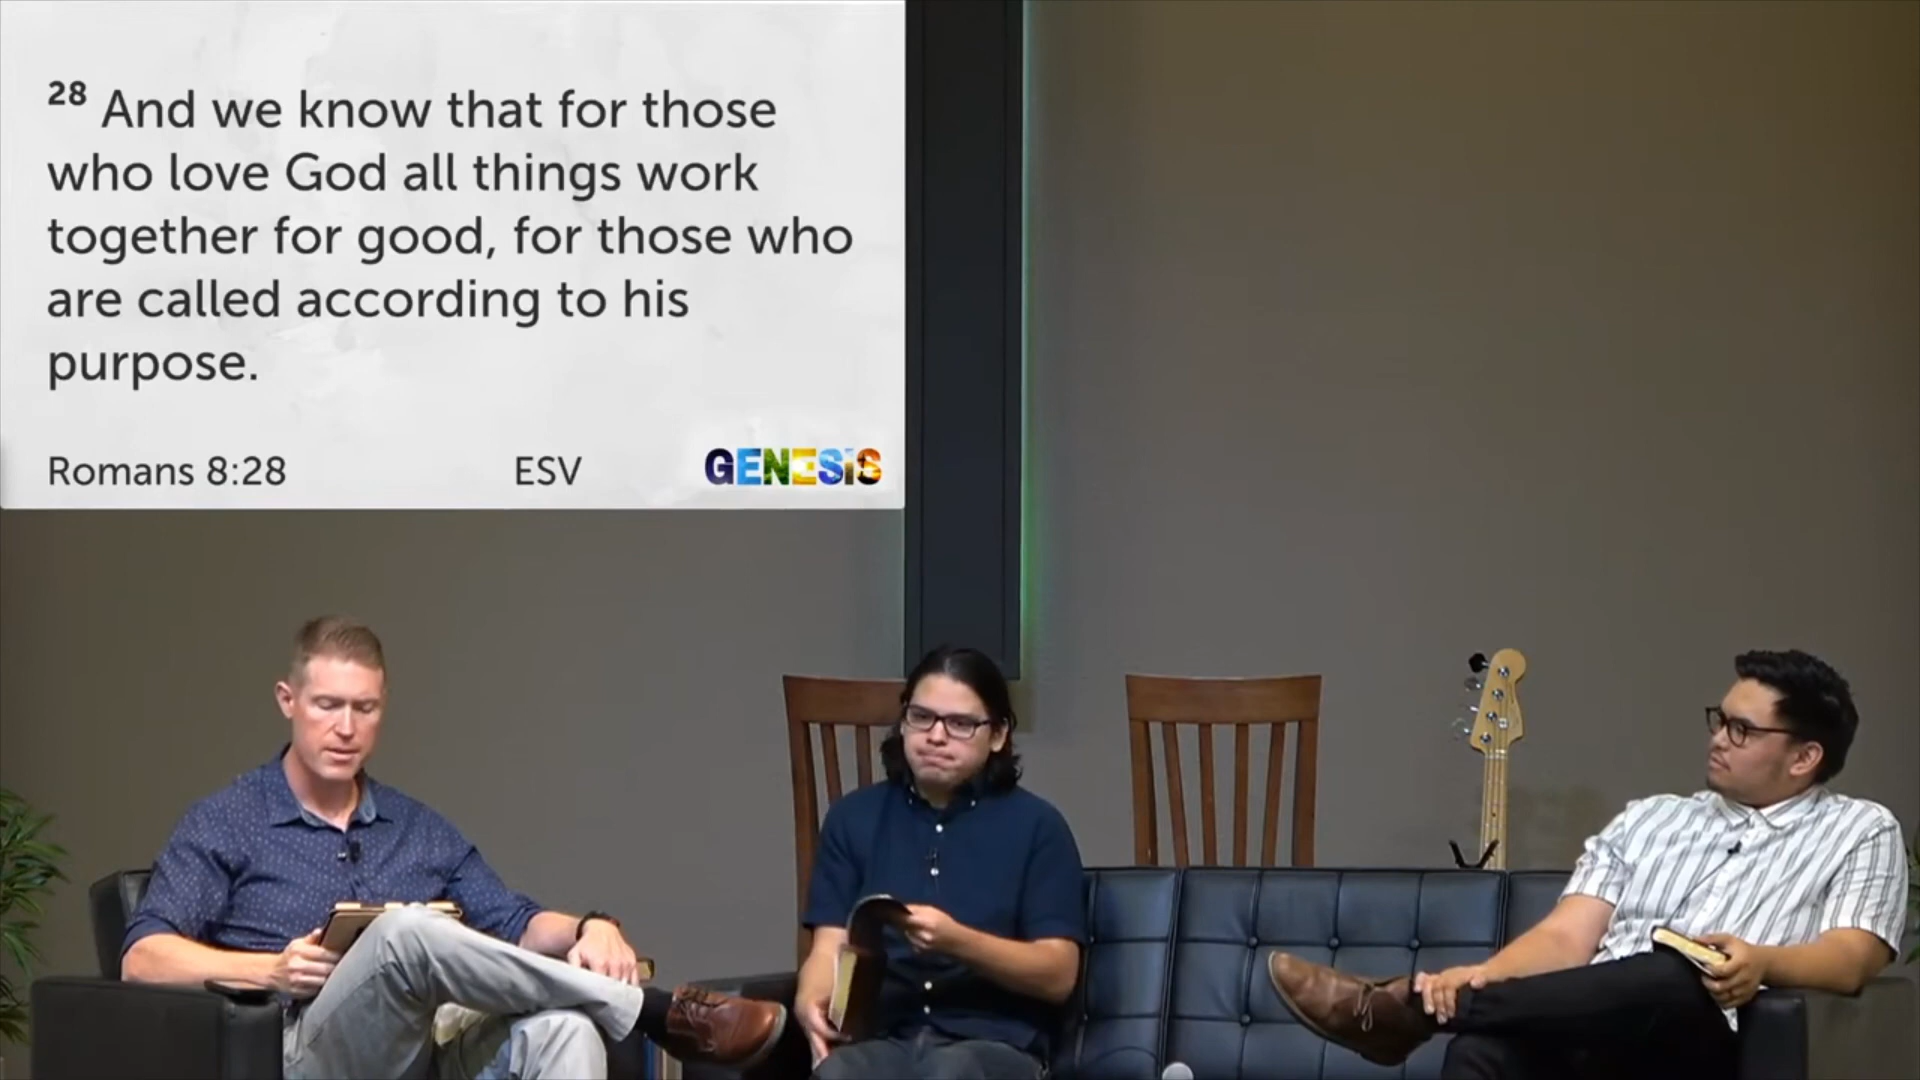 28 And we know that for those
who love God all things work
together for good, for those who
are called according to his
purpose.
Romans 8:28 ESV GENESiS